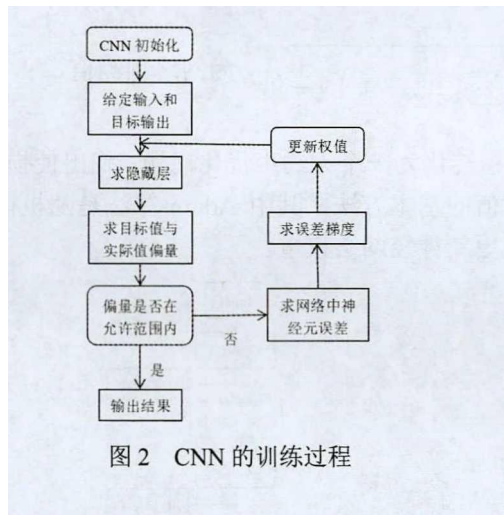 CNN 初始化
给定输入和
目标输出
更新权值
求隐藏层
求目标值与
实际值偏量
求误差梯度
偏量是否在
允许范围内
否
求网络中神
经元误差
是
输出结果
图 2 CNN 的训练过程